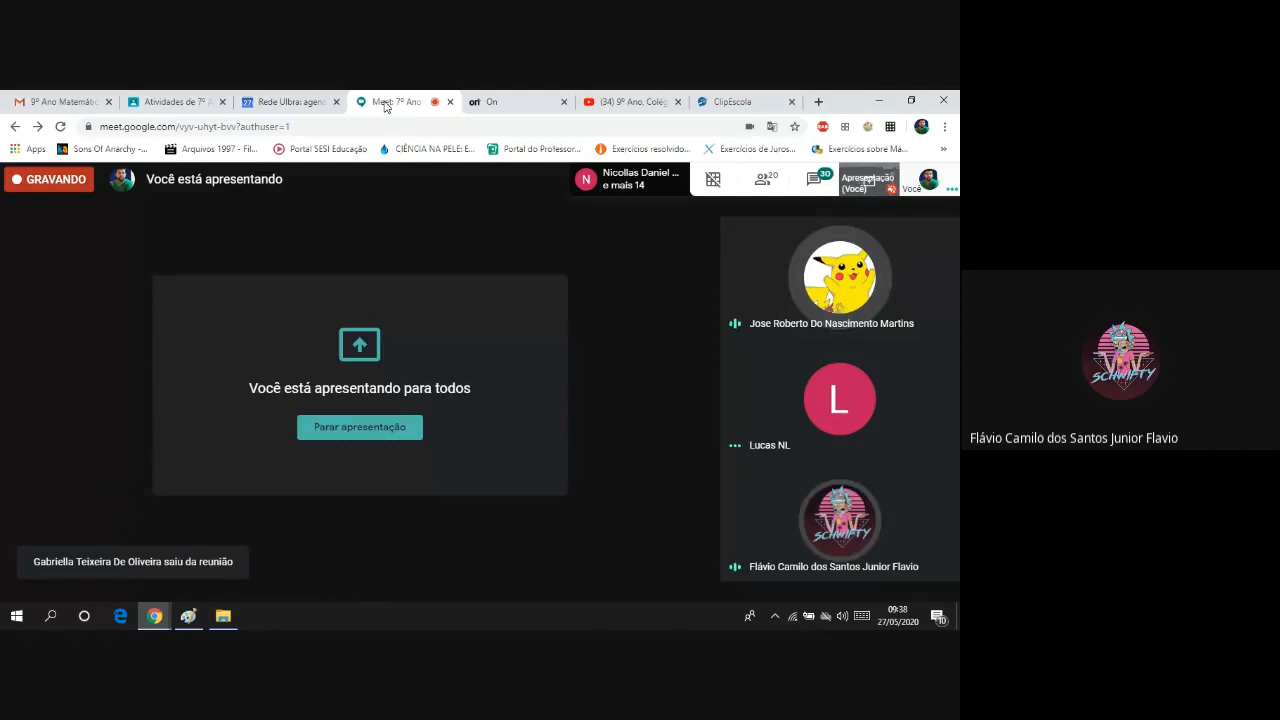 9º Ano Matemátic
Atividades de 7º A
Rede Ulbra: agen
Meet: 7º Ano
On
(34) 9º Ano, Colég
ClipEscola
meet.google.com/vyv-uhyt-bvv?authuser=1
Apps
Sons Of Anarchy -...
Arquivos 1997 - Fil...
Portal SESI Educação
CIÊNCIA NA PELE: E...
Portal do Professor...
Exercícios resolvido...
Exercícios de Juros...
Exercícios sobre Má...
»
GRAVANDO
Você está apresentando
N
Nicollas Daniel ...
e mais 14
20
30
Apresentação
(Você)
Você
Jose Roberto Do Nascimento Martins
Você está apresentando para todos
Parar apresentação
L
Lucas NL
SCHWIFTY
Flávio Camilo dos Santos Junior Flavio
Gabriella Teixeira De Oliveira saiu da reunião
SCHWIFTY
Flávio Camilo dos Santos Junior Flavio
09:38
27/05/2020
10